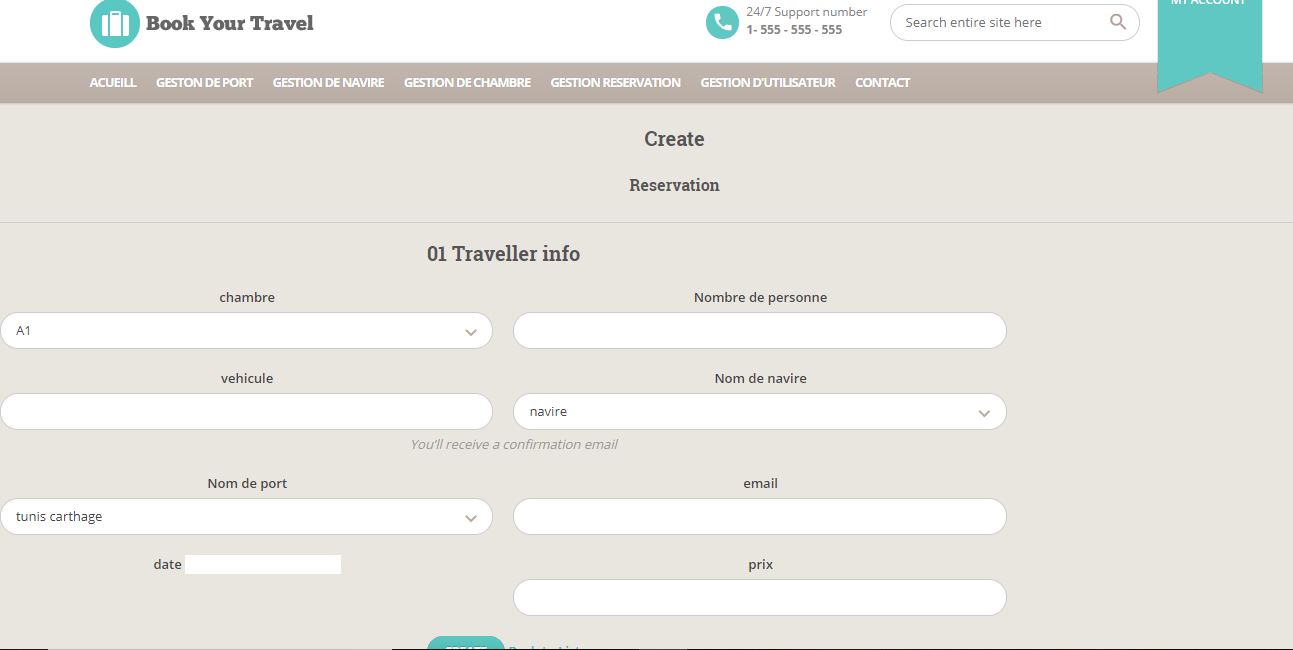 MY ACCOUNT
24/7 Support number
Book Your Travel
Search entire site here
1- 555 - 555 - 555
ACUEILL GESTON DE PORT GESTION DE NAVIRE GESTION DE CHAMBRE GESTION RESERVATION GESTION D'UTILISATEUR CONTACT
Create
Reservation
01 Traveller info
chambre Nombre de personne
A1
vehicule Nom de navire
navire
You'll receive a confirmation email
Nom de port email
tunis carthage
date prix
CREATE